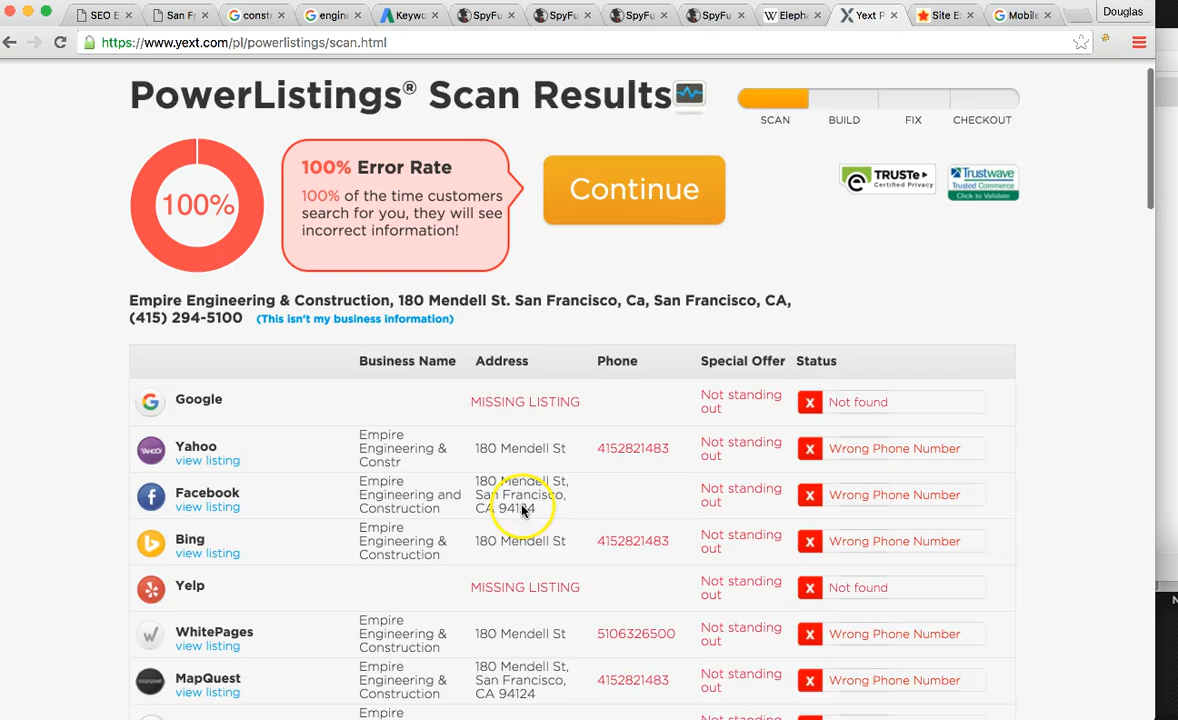 SEO E
San Fr
constr
engine
Keywo
SpyFu
SpyFu
SpyFu
SpyFu
W Eleph
Yext P
Site E
Mobile
Douglas
https://www.yext.com/pl/powerlistings/scan.html
PowerListings® Scan Results
SCAN BUILD FIX CHECKOUT
100%
100% Error Rate
100% of the time customers
search for you, they will see
incorrect information!
Continue
TRUSTe
Certified Privacy
Trustwave
Trusted Commerce
Click to Validate
Empire Engineering & Construction, 180 Mendell St. San Francisco, Ca, San Francisco, CA,
(415) 294-5100 (This isn't my business information)
Business Name Address Phone Special Offer Status
Google MISSING LISTING Not standing out X Not found
YAHOO!
Yahoo
view listing
Empire
Engineering &
Constr
180 Mendell St
4152821483
Not standing
out
X Wrong Phone Number
Facebook
view listing
Empire
Engineering and
Construction
180 Mendell St,
San Francisco,
CA 94124
Not standing
out
X Wrong Phone Number
Bing
view listing
Empire
Engineering &
Construction
180 Mendell St
4152821483
Not standing
out
X Wrong Phone Number
Yelp
MISSING LISTING
Not standing
out
X Not found
W
WhitePages
view listing
Empire
Engineering &
Construction
180 Mendell St
5106326500
Not standing
out
X Wrong Phone Number
mapquest
MapQuest
view listing
Empire
Engineering &
Construction
180 Mendell St,
San Francisco,
CA 94124
4152821483
Not standing
out
X Wrong Phone Number
Empire
Not standing